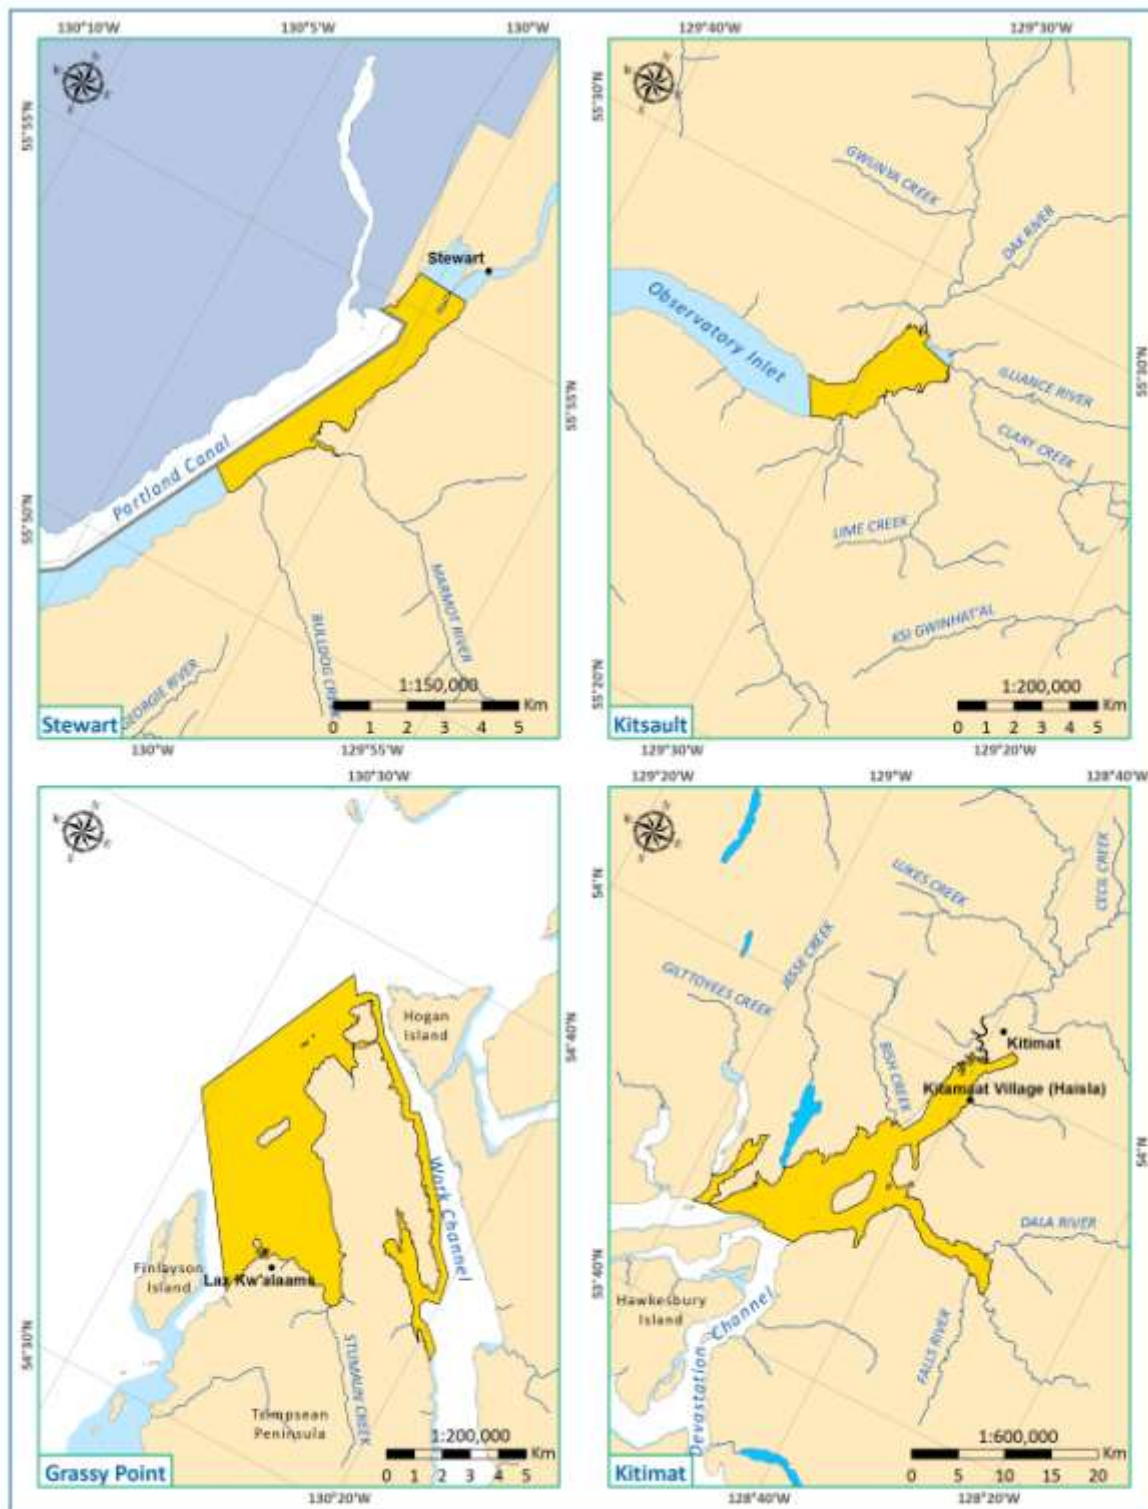 130°10'W
130°5'W
130°W
55°55'N
Stewart
Portland Canal
55°55'N
55°50'N
MARMOT RIVER
BULLDOG CREEK
GEORGIE RIVER
1:150,000
0 1 2 3 4 5 Km
Stewart
130°W
129°55'W
129°40'W
129°30'W
55°30'N
GWUNYA CREEK
DAK RIVER
Observatory Inlet
55°30'N
ILLIANCE RIVER
CLARY CREEK
LIME CREEK
KSI GWINHAT'AL
55°20'N
1:200,000
0 1 2 3 4 5 Km
Kitsault
129°30'W
129°20'W
130°30'W
Hogan
Island
54°40'N
Work Channel
Finlayson
Island
Lax Kw'alaams
54°30'N
STUMAUN CREEK
Tsimpsean
Peninsula
1:200,000
0 1 2 3 4 5 Km
Grassy Point
130°20'W
129°20'W
129°W
128°40'W
54°N
LUKES CREEK
CECIL CREEK
JESSE CREEK
GILTTOYEES CREEK
BISH CREEK
Kitimat
Kitamaat Village (Haisla)
54°N
DALA RIVER
53°40'N
Hawkesbury
Island
Devastation Channel
FALLS RIVER
1:600,000
0 5 10 15 20 Km
Kitimat
128°40'W
128°20'W